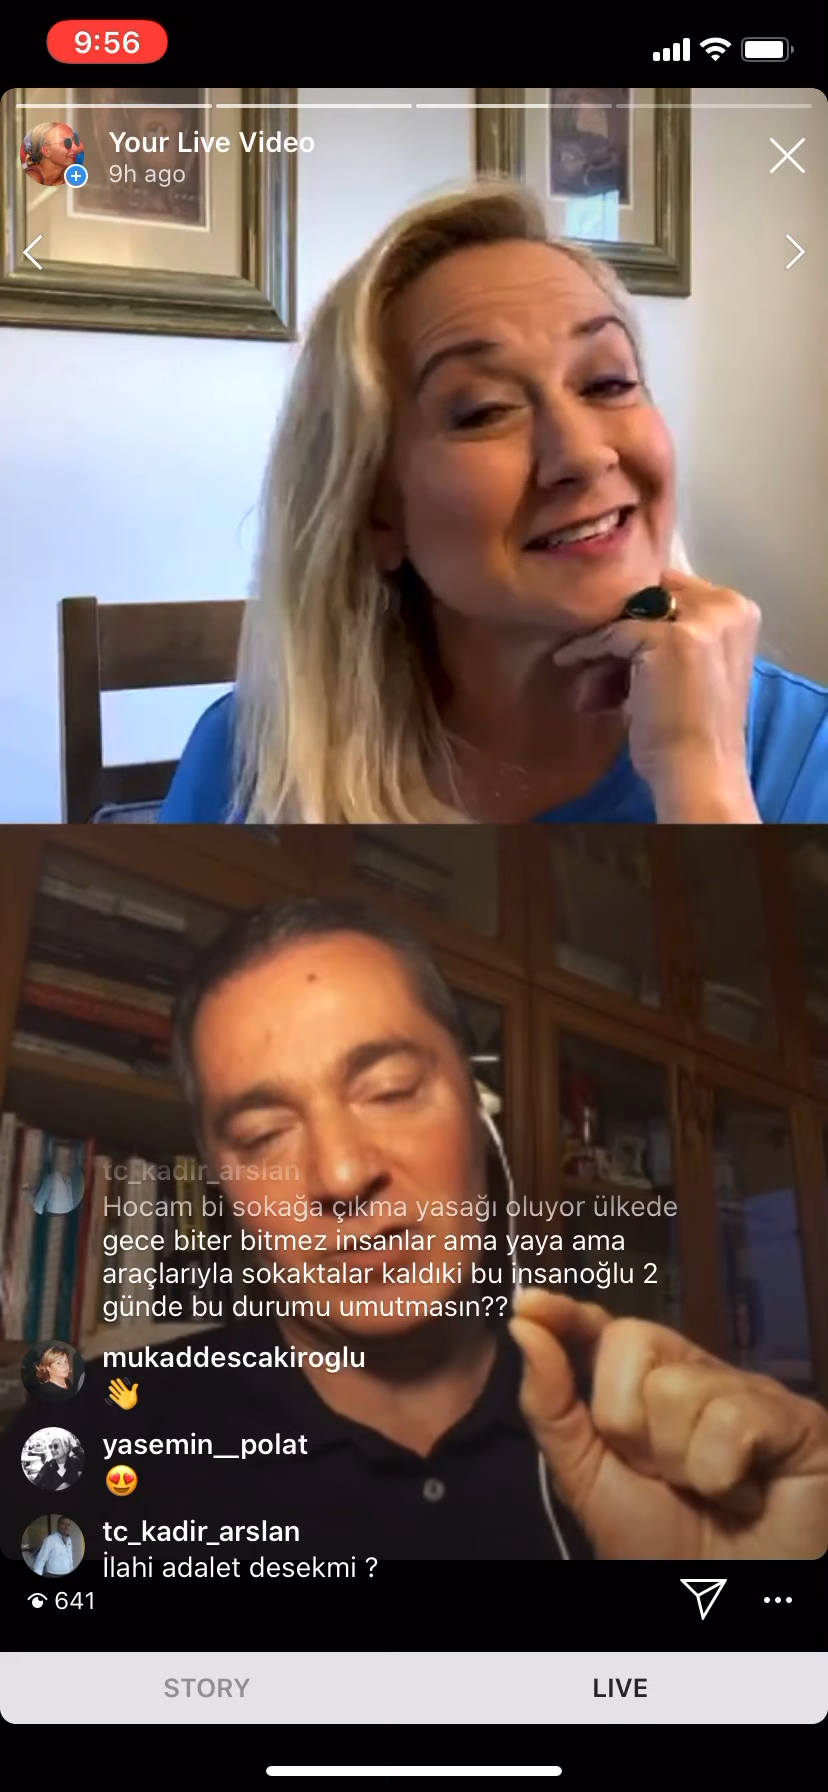 9:56
Your Live Video
9h ago
tc_kadir_arslan
Hocam bi sokağa çıkma yasağı oluyor ülkede
gece biter bitmez insanlar ama yaya ama
araçlarıyla sokaktalar kaldıki bu insanoğlu 2
günde bu durumu umutmasın??
mukaddescakiroglu
👋
yasemin__polat
😍
tc_kadir_arslan
İlahi adalet desekmi ?
641
STORY
LIVE